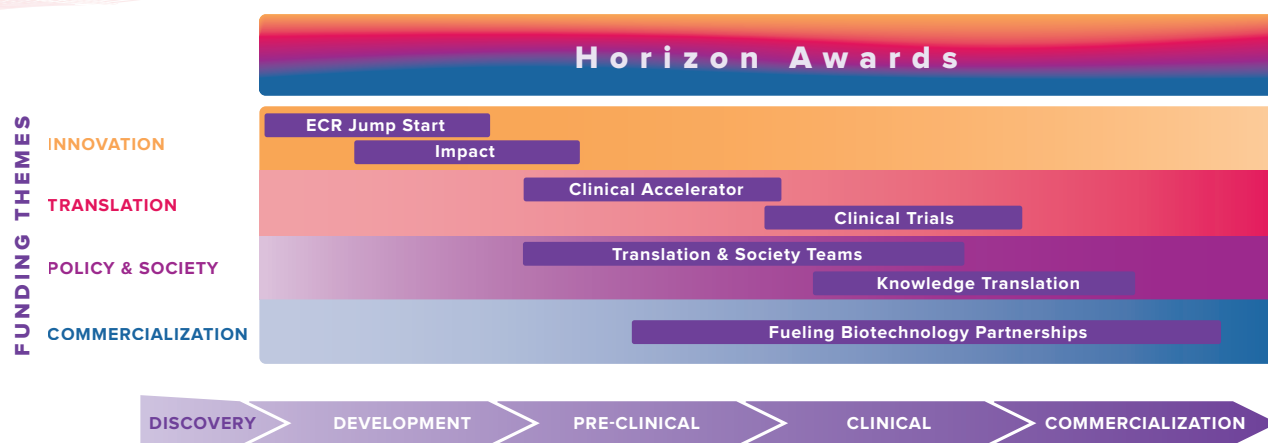 Horizon Awards
FUNDING THEMES
INNOVATION
ECR Jump Start
Impact
TRANSLATION
Clinical Accelerator
Clinical Trials
POLICY & SOCIETY
Translation & Society Teams
Knowledge Translation
COMMERCIALIZATION
Fueling Biotechnology Partnerships
DISCOVERY
DEVELOPMENT
PRE-CLINICAL
CLINICAL
COMMERCIALIZATION